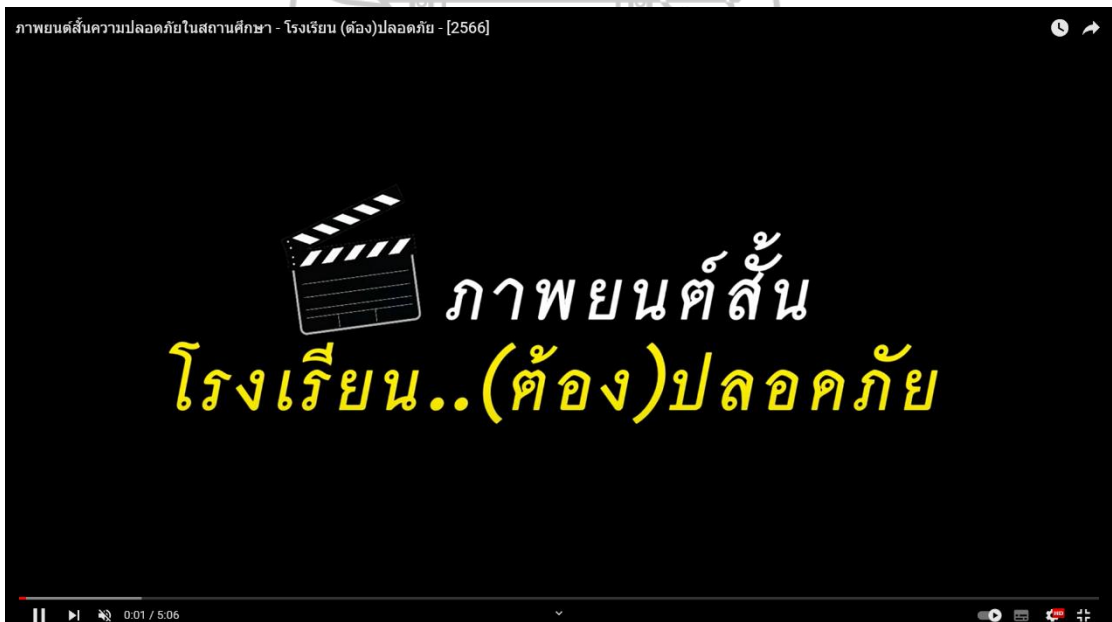 ภาพยนต์สั้นความปลอดภัยในสถานศึกษา - โรงเรียน (ต้อง)ปลอดภัย - [2566]
ภาพยนต์สั้น
โรงเรียน..(ต้อง)ปลอดภัย
0:01 / 5:06
HD